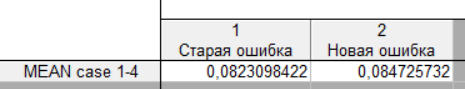 1 2
Старая ошибка Новая ошибка
MEAN case 1-4 0,0823098422 0,084725732